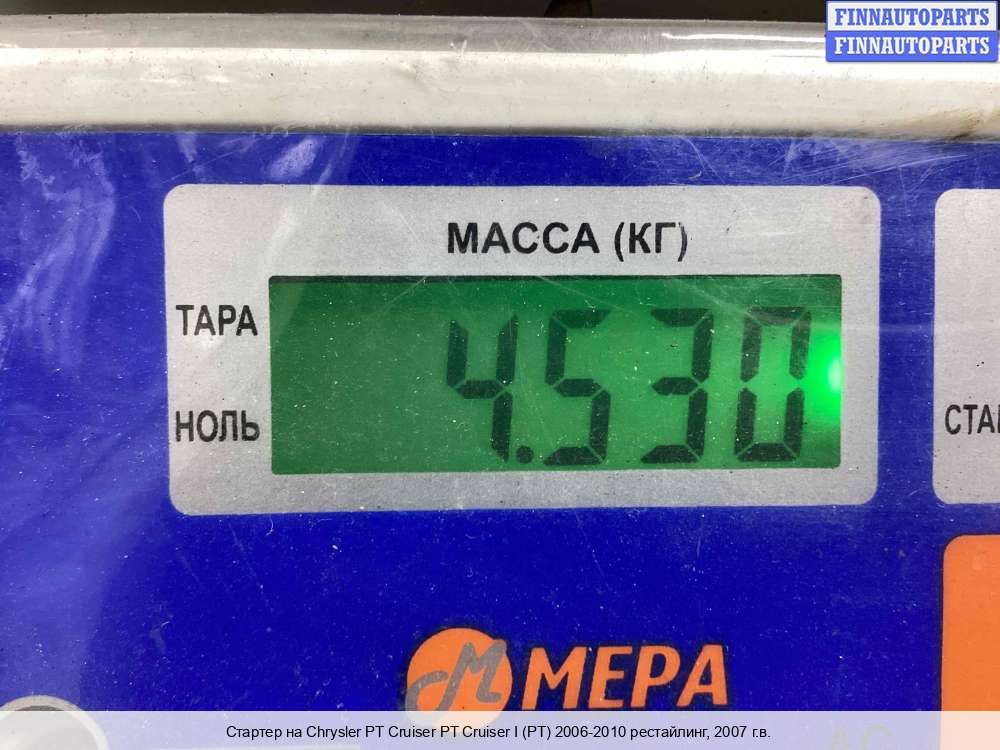 FINNAUTOPARTS
FINNAUTOPARTS
МАССА (КГ)
ТАРА
4.530
НОЛЬ
МЕРА
Стартер на Chrysler PT Cruiser PT Cruiser I (PT) 2006-2010 рестайлинг, 2007 г.в.